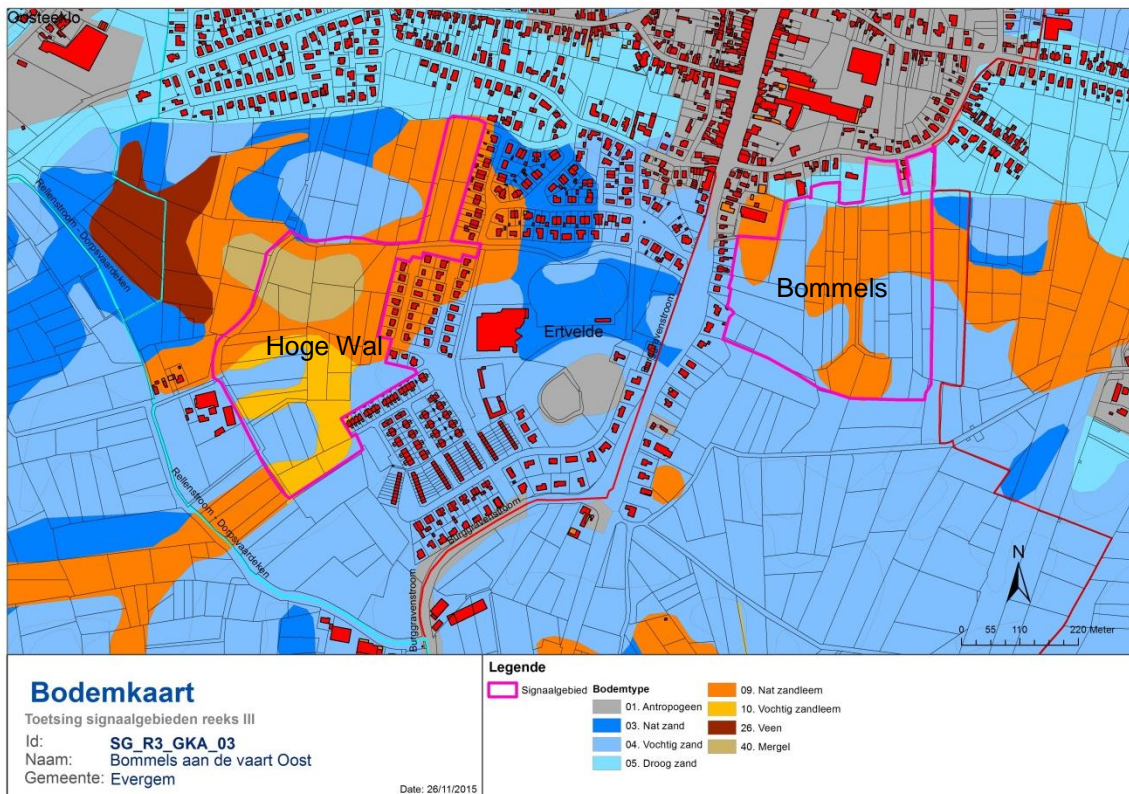 Oosteeklo
Rellenstroom - Dorpsvaardeken
Bommels
Ertvelde
Burggravenstroom
Hoge Wal
Rellenstroom - Dorpsvaardeken
Burggravenstroom
Burggravenstroom
N
0 55 110 220 Meter
Bodemkaart
Toetsing signaalgebieden reeks III
Id: SG_R3_GKA_03
Naam: Bommels aan de vaart Oost
Gemeente: Evergem
Date: 26/11/2015
Legende
Signaalgebied
Bodemtype
01. Antropogeen
03. Nat zand
04. Vochtig zand
05. Droog zand
09. Nat zandleem
10. Vochtig zandleem
26. Veen
40. Mergel